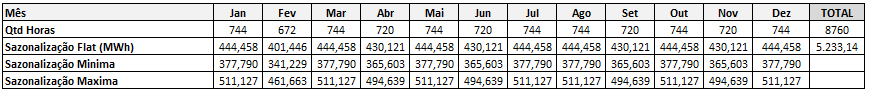 Mês Jan Fev Mar Abr Mai Jun Jul Ago Set Out Nov Dez TOTAL
Qtd Horas 744 672 744 720 744 720 744 744 720 744 720 744 8760
Sazonalização Flat (MWh) 444,458 401,446 444,458 430,121 444,458 430,121 444,458 444,458 430,121 444,458 430,121 444,458 5.233,14
Sazonalização Minima 377,790 341,229 377,790 365,603 377,790 365,603 377,790 377,790 365,603 377,790 365,603 377,790
Sazonalização Maxima 511,127 461,663 511,127 494,639 511,127 494,639 511,127 511,127 494,639 511,127 494,639 511,127